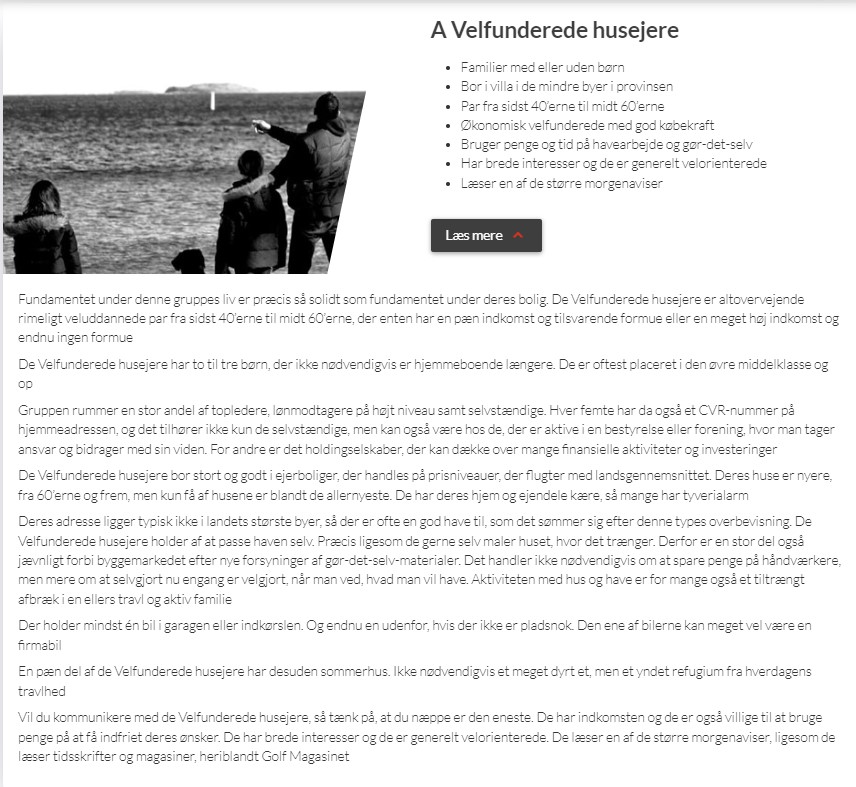 A Velfunderede husejere
• Familier med eller uden børn
• Bor i villa i de mindre byer i provinsen
• Par fra sidst 40'erne til midt 60'erne
• Økonomisk velfunderede med god købekraft
• Bruger penge og tid på havearbejde og gør-det-selv
• Har brede interesser og de er generelt velorienterede
• Læser en af de større morgenaviser
Læs mere
Fundamentet under denne gruppes liv er præcis så solidt som fundamentet under deres bolig. De Velfunderede husejere er altovervejende
rimeligt veluddannede par fra sidst 40'erne til midt 60'erne, der enten har en pæn indkomst og tilsvarende formue eller en meget høj indkomst og
endnu ingen formue
De Velfunderede husejere har to til tre børn, der ikke nødvendigvis er hjemmeboende længere. De er oftest placeret i den øvre middelklasse og
op
Gruppen rummer en stor andel af topledere, lønmodtagere på højt niveau samt selvstændige. Hver femte har da også et CVR-nummer på
hjemmeadressen, og det tilhører ikke kun de selvstændige, men kan også være hos de, der er aktive i en bestyrelse eller forening, hvor man tager
ansvar og bidrager med sin viden. For andre er det holdingselskaber, der kan dække over mange finansielle aktiviteter og investeringer
De Velfunderede husejere bor stort og godt i ejerboliger, der handles på prisniveauer, der flugter med landsgennemsnittet. Deres huse er nyere,
fra 60'erne og frem, men kun få af husene er blandt de allernyeste. De har deres hjem og ejendele kære, så mange har tyverialarm
Deres adresse ligger typisk ikke i landets største byer, så der er ofte en god have til, som det sømmer sig efter denne types overbevisning. De
Velfunderede husejere holder af at passe haven selv. Præcis ligesom de gerne selv maler huset, hvor det trænger. Derfor er en stor del også
jævnligt forbi byggemarkedet efter nye forsyninger af gør-det-selv-materialer. Det handler ikke nødvendigvis om at spare penge på håndværkere,
men mere om at selvgjort nu engang er velgjort, når man ved, hvad man vil have. Aktiviteten med hus og have er for mange også et tiltrængt
afbræk i en ellers travl og aktiv familie
Der holder mindst én bil i garagen eller indkørslen. Og endnu en udenfor, hvis der ikke er pladsnok. Den ene af bilerne kan meget vel være en
firmabil
En pæn del af de Velfunderede husejere har desuden sommerhus. Ikke nødvendigvis et meget dyrt et, men et yndet refugium fra hverdagens
travlhed
Vil du kommunikere med de Velfunderede husejere, så tænk på, at du næppe er den eneste. De har indkomsten og de er også villige til at bruge
penge på at få indfriet deres ønsker. De har brede interesser og de er generelt velorienterede. De læser en af de større morgenaviser, ligesom de
læser tidsskrifter og magasiner, heriblandt Golf Magasinet